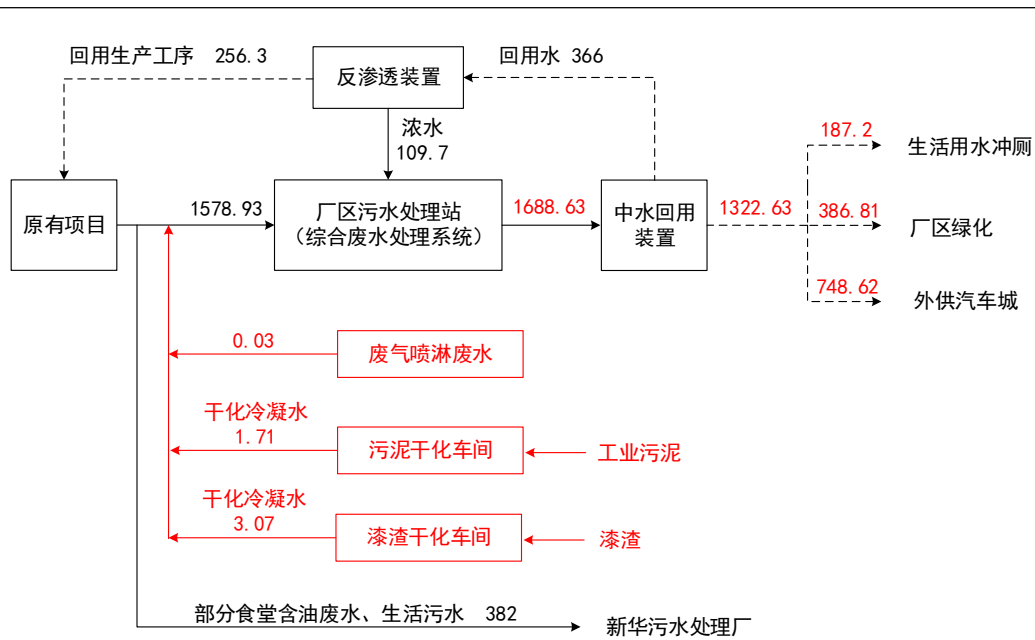 回用生产工序 256.3
反渗透装置
回用水 366
浓水
109.7
187.2
生活用水冲厕
原有项目
1578.93
厂区污水处理站
（综合废水处理系统）
1688.63
中水回用
装置
1322.63
386.81
厂区绿化
748.62
外供汽车城
0.03
废气喷淋废水
干化冷凝水
1.71
污泥干化车间
工业污泥
干化冷凝水
3.07
漆渣干化车间
漆渣
部分食堂含油废水、生活污水 382
新华污水处理厂